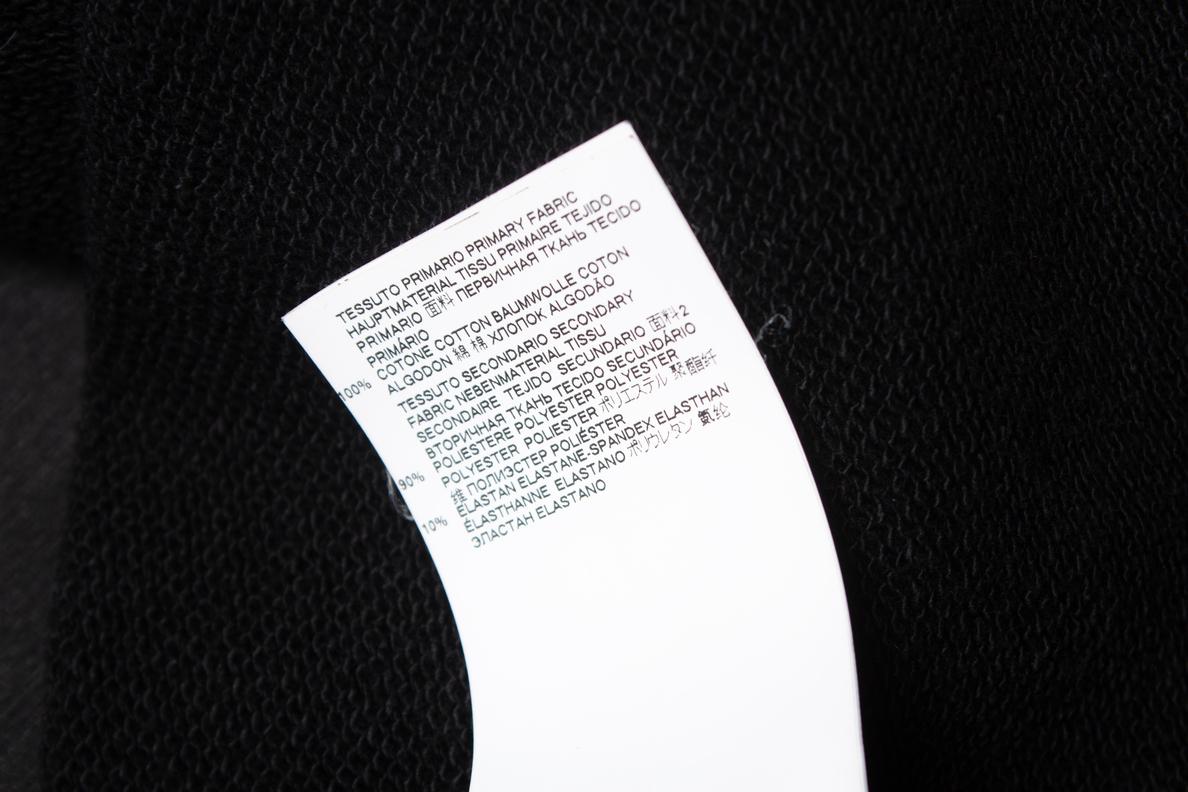 TESSUTO PRIMARIO PRIMARY FABRIC
HAUPTMATERIAL TISSU PRIMAIRE TEJIDO
PRIMARIO 面料 ПЕРВИЧНАЯ ТКАНЬ TECIDO
PRIMÁRIO
100% COTONE COTTON BAUMWOLLE COTON
ALGODON 綿 棉 ХЛОПОК ALGODÃO
TESSUTO SECONDARIO SECONDARY
FABRIC NEBENMATERIAL TISSU
SECONDAIRE TEJIDO SECUNDARIO 面料2
ВТОРИЧНАЯ ТКАНЬ TECIDO SECUNDÁRIO
90% POLIESTERE POLYESTER POLYESTER
POLYESTER POLIESTER ポリエステル 聚酯纤
维 ПОЛИЭСТЕР POLIÉSTER
10% ELASTAN ELASTANE-SPANDEX ELASTHAN
ÉLASTHANNE ELASTANO ポリウレタン 氨纶
ЭЛАСТАН ELASTANO